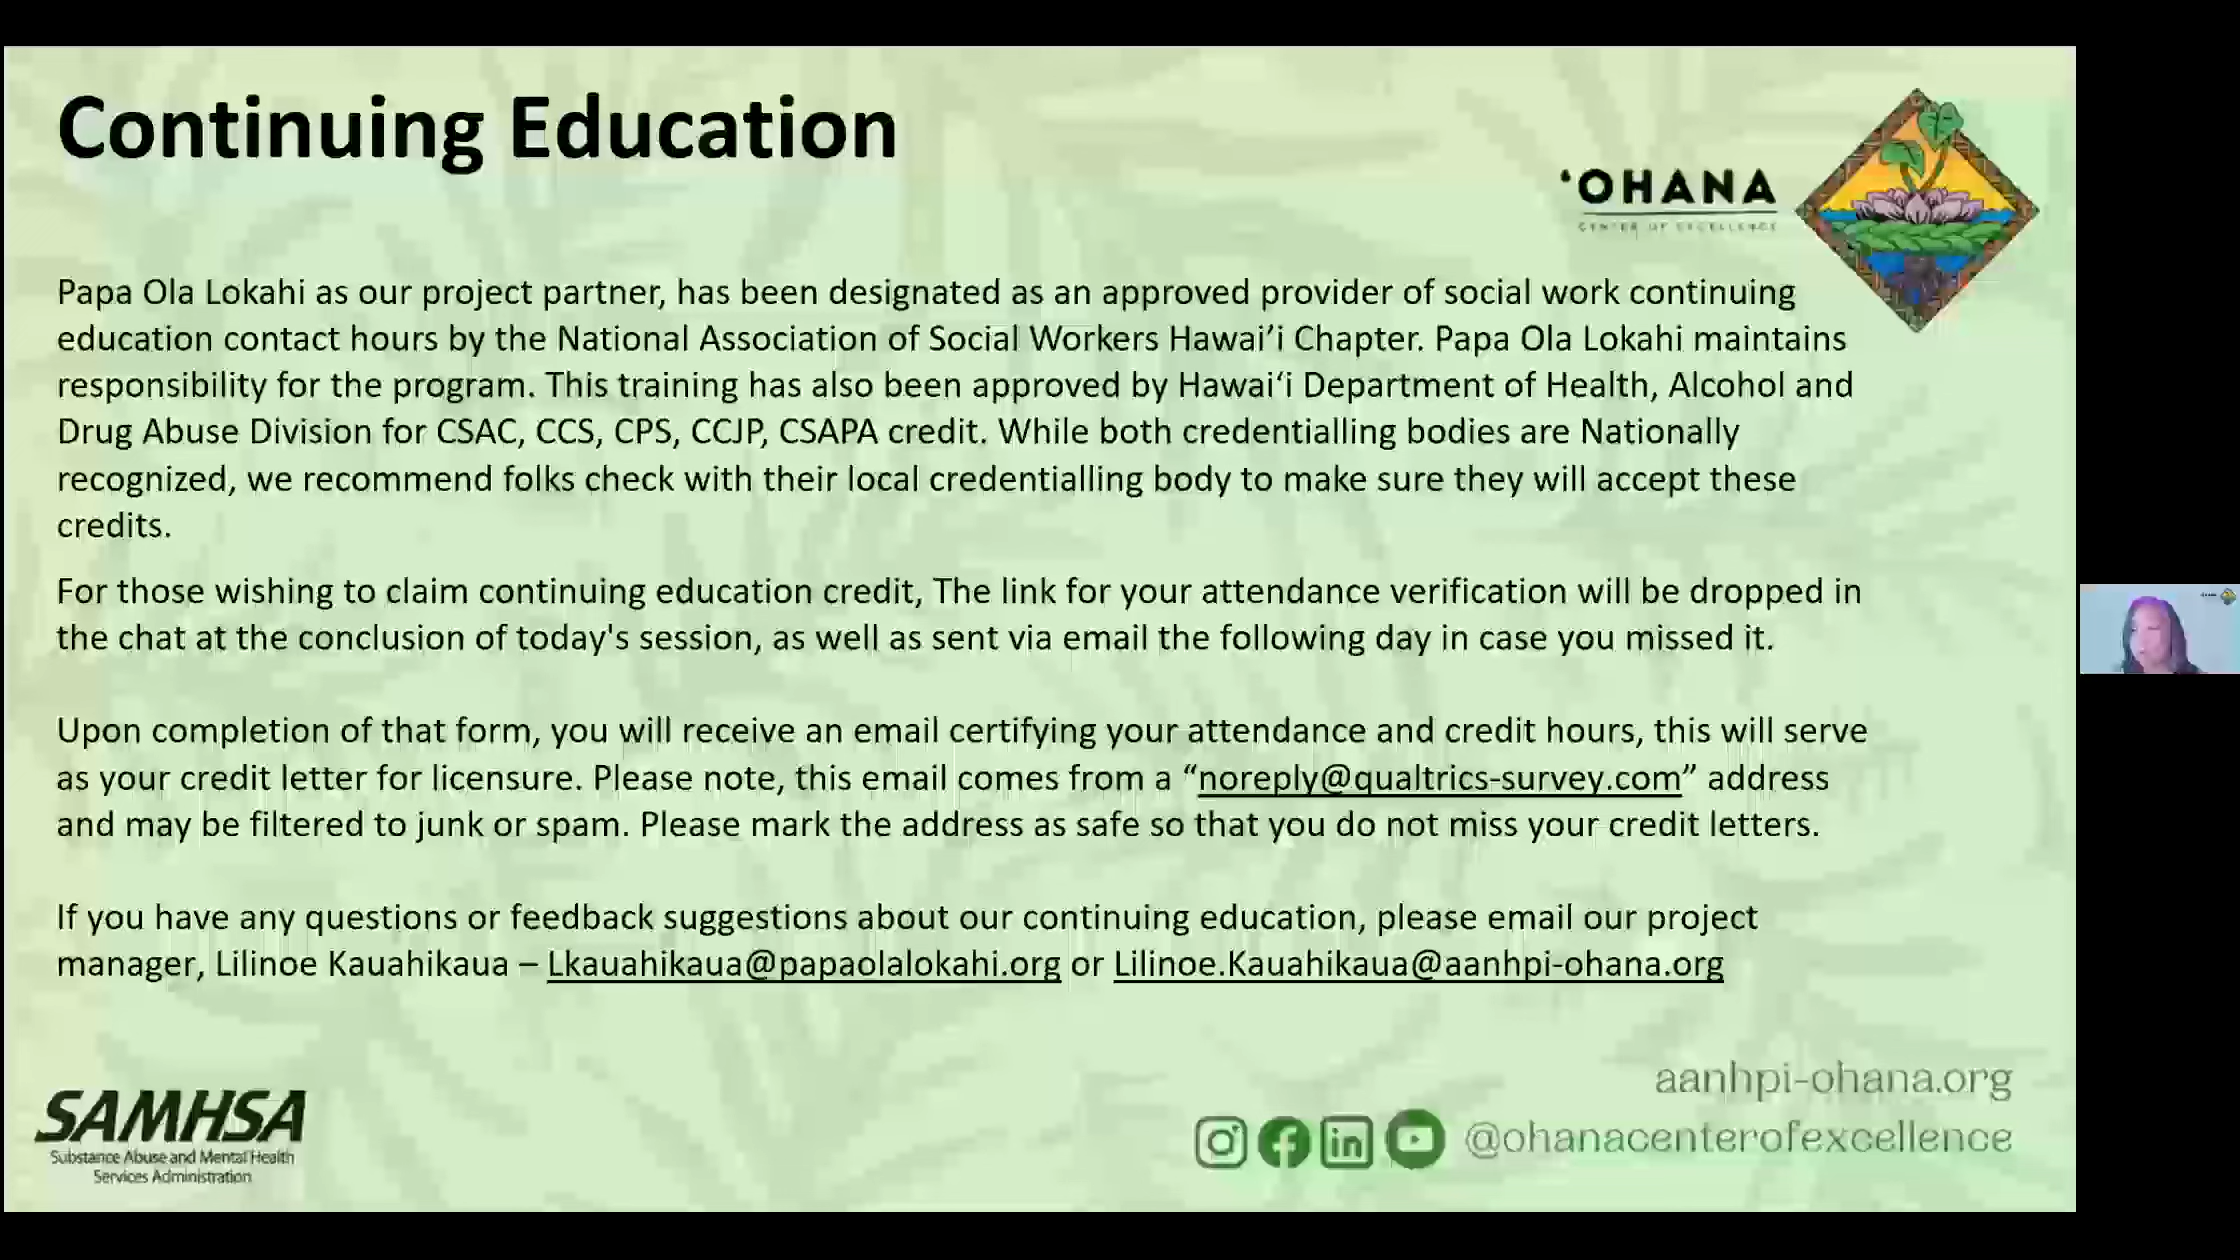 Continuing Education
ʻOHANA
CENTER OF EXCELLENCE
Papa Ola Lokahi as our project partner, has been designated as an approved provider of social work continuing
education contact hours by the National Association of Social Workers Hawai’i Chapter. Papa Ola Lokahi maintains
responsibility for the program. This training has also been approved by Hawai‘i Department of Health, Alcohol and
Drug Abuse Division for CSAC, CCS, CPS, CCJP, CSAPA credit. While both credentialling bodies are Nationally
recognized, we recommend folks check with their local credentialling body to make sure they will accept these
credits.
For those wishing to claim continuing education credit, The link for your attendance verification will be dropped in
the chat at the conclusion of today's session, as well as sent via email the following day in case you missed it.
Upon completion of that form, you will receive an email certifying your attendance and credit hours, this will serve
as your credit letter for licensure. Please note, this email comes from a “noreply@qualtrics-survey.com” address
and may be filtered to junk or spam. Please mark the address as safe so that you do not miss your credit letters.
If you have any questions or feedback suggestions about our continuing education, please email our project
manager, Lilinoe Kauahikaua – Lkauahikaua@papaolalokahi.org or Lilinoe.Kauahikaua@aanhpi-ohana.org
SAMHSA
Substance Abuse and Mental Health
Services Administration
aanhpi-ohana.org
@ohanacenterofexcellence